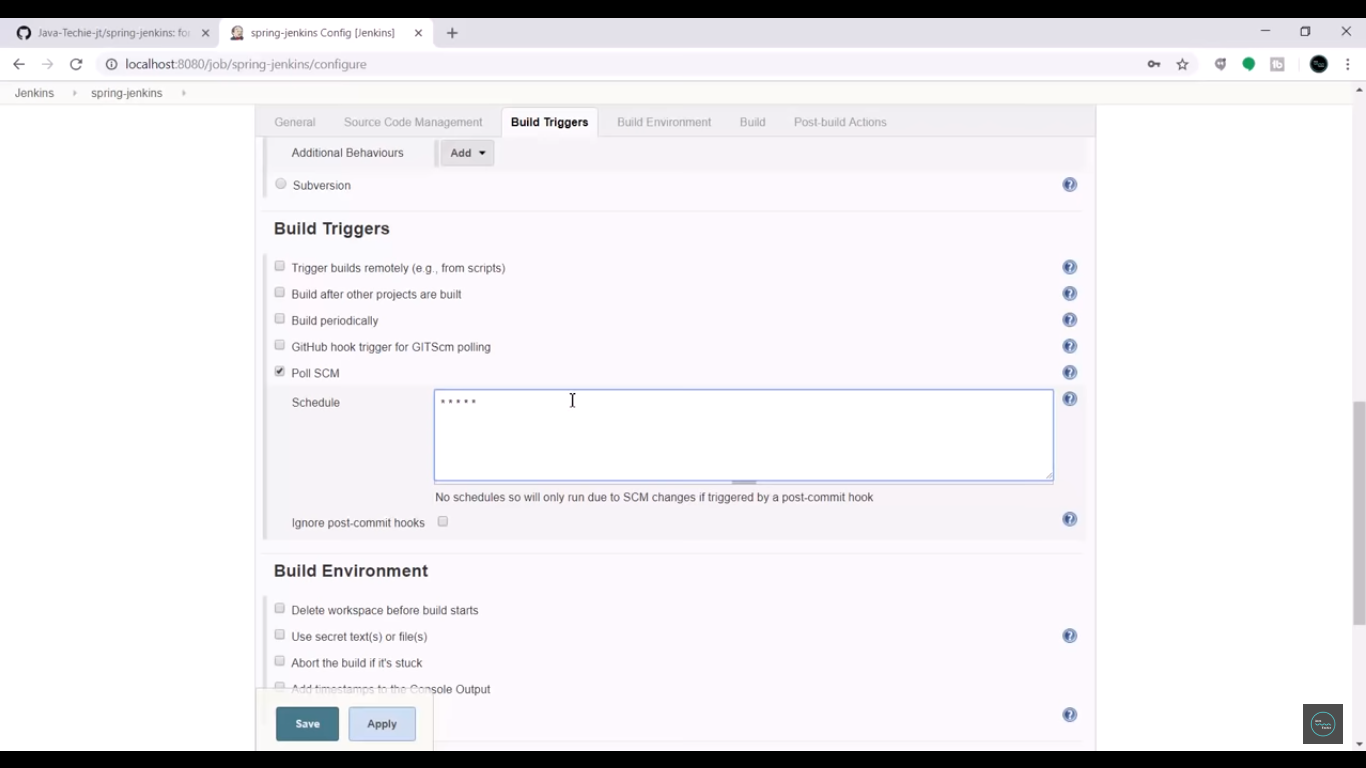 Java-Techie-jt/spring-jenkins: for
spring-jenkins Config [Jenkins]
localhost:8080/job/spring-jenkins/configure
Jenkins spring-jenkins
General Source Code Management Build Triggers Build Environment Build Post-build Actions
Additional Behaviours Add
Subversion
Build Triggers
Trigger builds remotely (e.g., from scripts)
Build after other projects are built
Build periodically
GitHub hook trigger for GITScm polling
Poll SCM
Schedule * * * * *
No schedules so will only run due to SCM changes if triggered by a post-commit hook
Ignore post-commit hooks
Build Environment
Delete workspace before build starts
Use secret text(s) or file(s)
Abort the build if it's stuck
Add timestamps to the Console Output
Save Apply